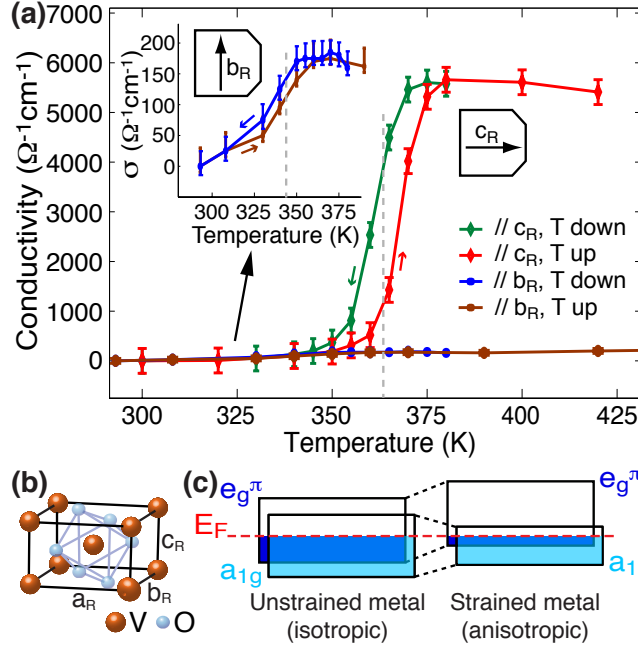 (a)
Conductivity (Ω⁻¹cm⁻¹)
7000
6000
5000
4000
3000
2000
1000
0
300
325
350
375
400
425
Temperature (K)
σ (Ω⁻¹cm⁻¹)
200
150
100
50
0
300
325
350
375
Temperature (K)
b_R
c_R
// c_R, T down
// c_R, T up
// b_R, T down
// b_R, T up
(b)
c_R
a_R
b_R
V
O
(c)
e_g^π
e_g^π
E_F
a_1g
a_1
Unstrained metal
(isotropic)
Strained metal
(anisotropic)